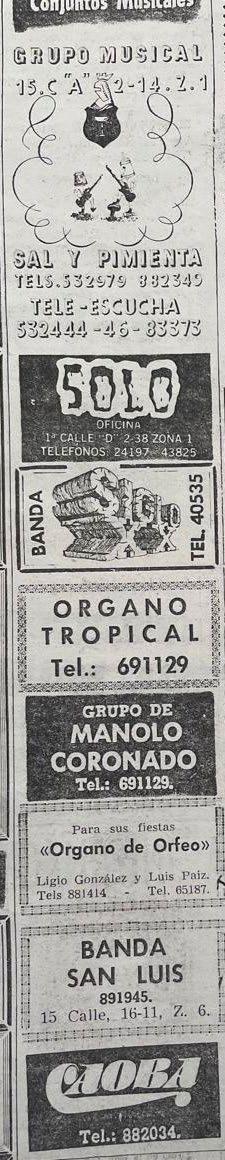 Conjuntos Musicales
GRUPO MUSICAL
15.C "A" 2-14.Z.1
SAL Y PIMIENTA
TELS.532979 882349
TELE-ESCUCHA
532444-46-83373
SOLO
OFICINA
1ª CALLE "D" 2-38 ZONA 1
TELEFONOS: 24197 - 43825
BANDA
SIGLO
TEL. 40535
ORGANO
TROPICAL
Tel.: 691129
GRUPO DE
MANOLO
CORONADO
Tel.: 691129.
Para sus fiestas
«Organo de Orfeo»
Ligio González y Luis Paiz.
Tels 881414 - Tel. 65187.
BANDA
SAN LUIS
891945.
15 Calle, 16-11, Z. 6.
CAOBA
Tel.: 882034.